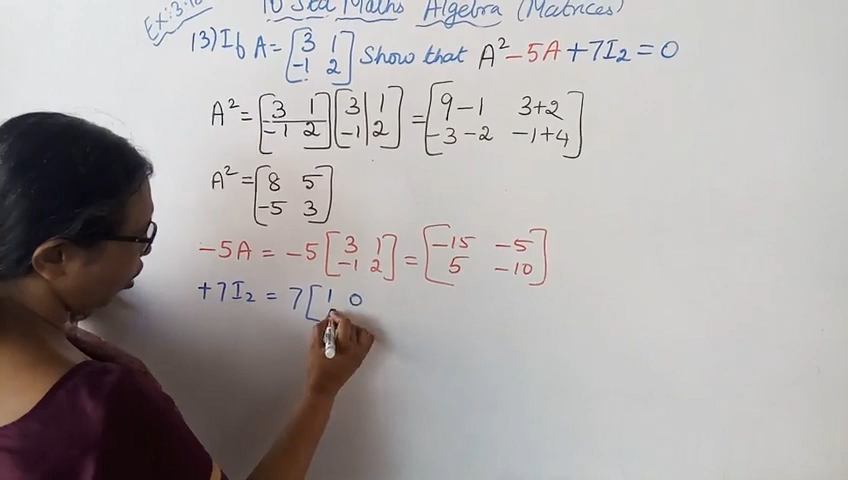 Ex:3.18 10 Std Maths Algebra (Matrices)
13) If A = [3 1 -1 2] Show that A² - 5A + 7I₂ = 0
A² = [3 1 -1 2] [3 1 -1 2] = [9-1 3+2 -3-2 -1+4]
A² = [8 5 -5 3]
-5A = -5 [3 1 -1 2] = [-15 -5 5 -10]
+7I₂ = 7 [1 0